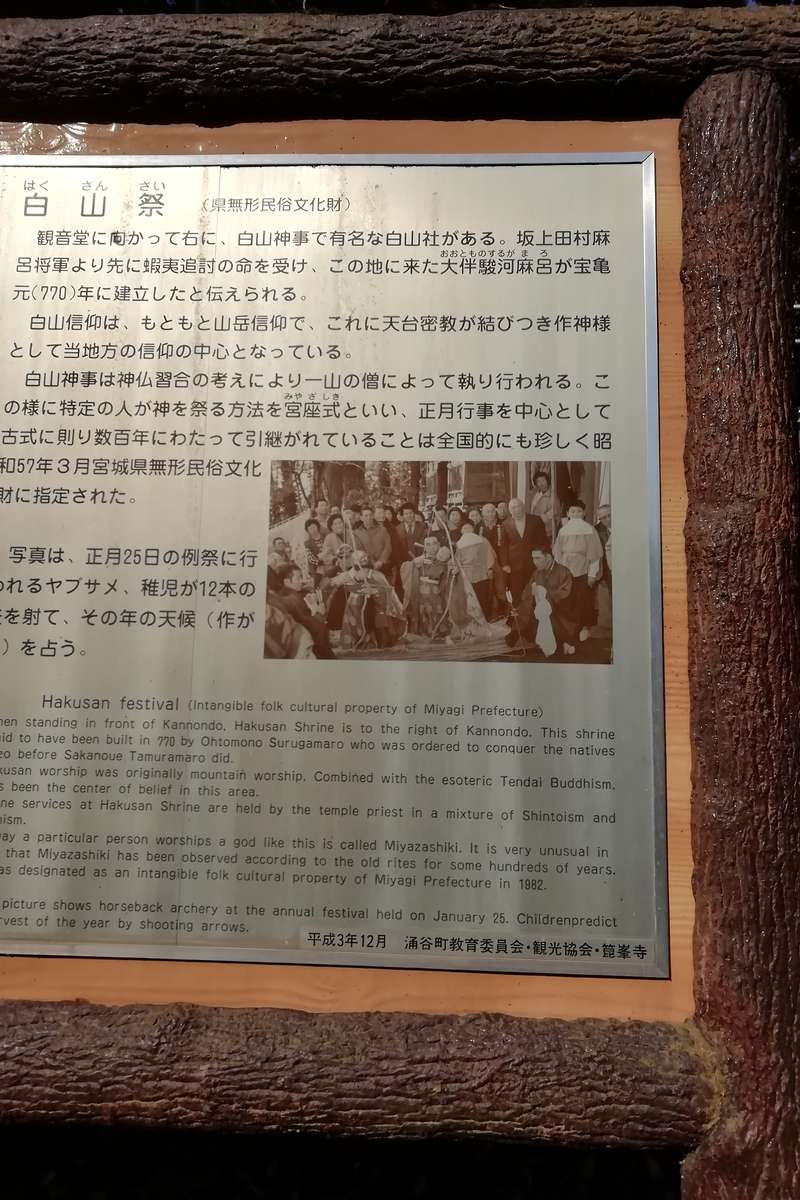 はく さん さい
白山祭 (県無形民俗文化財)
観音堂に向かって右に、白山神事で有名な白山社がある。坂上田村麻
おおとものするがまろ
呂将軍より先に蝦夷追討の命を受け、この地に来た大伴駿河麻呂が宝亀
元(770)年に建立したと伝えられる。
白山信仰は、もともと山岳信仰で、これに天台密教が結びつき作神様
として当地方の信仰の中心となっている。
白山神事は神仏習合の考えにより一山の僧によって執り行われる。こ
みやざしき
の様に特定の人が神を祭る方法を宮座式といい、正月行事を中心として
古式に則り数百年にわたって引継がれていることは全国的にも珍しく昭
和57年3月宮城県無形民俗文化
財に指定された。
写真は、正月25日の例祭に行
われるヤブサメ、稚児が12本の
を射て、その年の天候(作が
)を占う。
Hakusan festival (Intangible folk cultural property of Miyagi Prefecture)
standing in front of Kannondo, Hakusan Shrine is to the right of Kannondo. This shrine
to have been built in 770 by Ohtomono Surugamaro who was ordered to conquer the natives
before Sakanoue Tamuramaro did.
worship was originally mountain worship. Combined with the esoteric Tendai Buddhism,
been the center of belief in this area.
services at Hakusan Shrine are held by the temple priest in a mixture of Shintoism and
a particular person worships a god like this is called Miyazashiki. It is very unusual in
that Miyazashiki has been observed according to the old rites for some hundreds of years.
designated as an intangible folk cultural property of Miyagi Prefecture in 1982.
picture shows horseback archery at the annual festival held on January 25. Childrenpredict
of the year by shooting arrows.
平成3年12月 涌谷町教育委員会・観光協会・箟峯寺